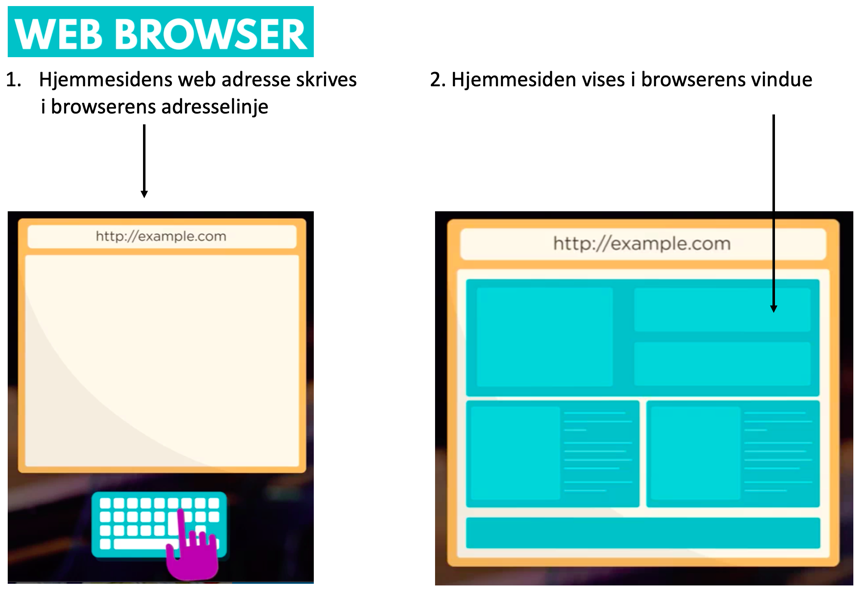 WEB BROWSER
1. Hjemmesidens web adresse skrives
i browserens adresselinje
2. Hjemmesiden vises i browserens vindue
http://example.com
http://example.com